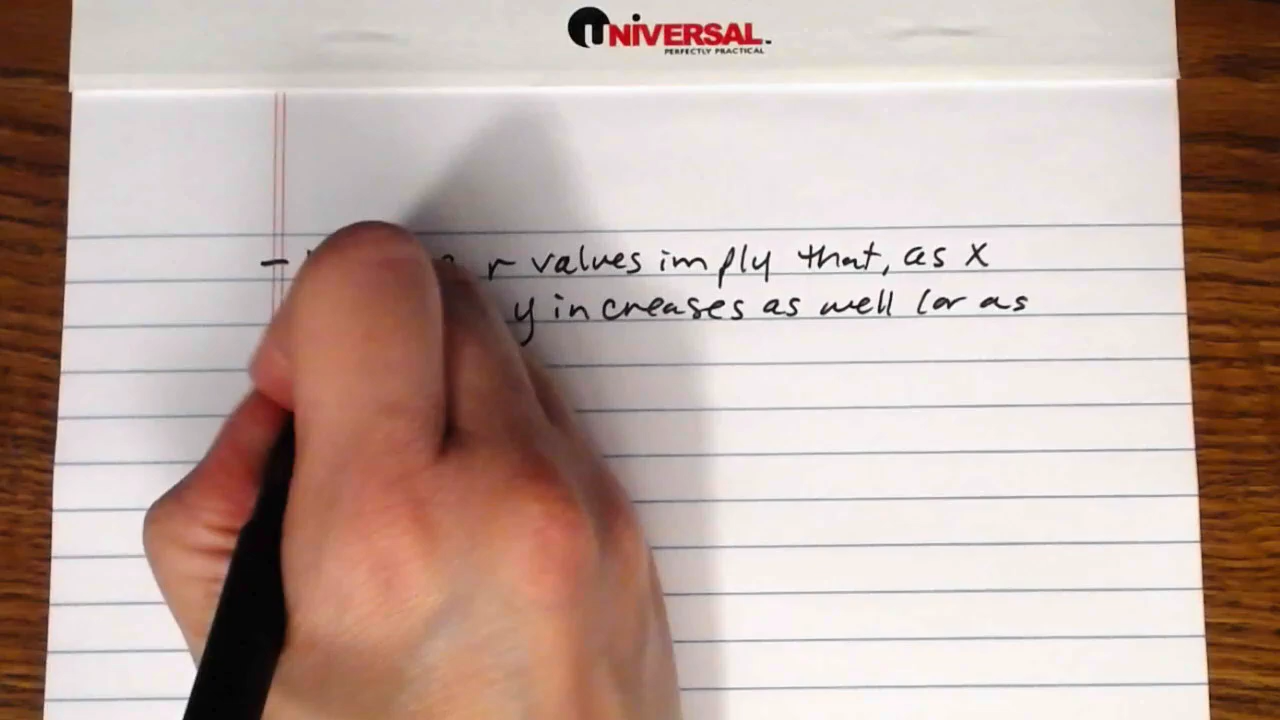 UNIVERSAL
PERFECTLY PRACTICAL
- r values imply that, as x
y increases as well (or as